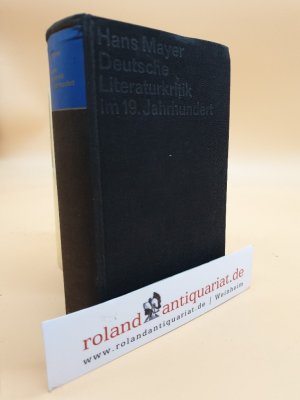 Hans Mayer
Deutsche
Literaturkritik
im 19. Jahrhundert
roland antiquariat.de
www.rolandantiquariat.de | Weinheim